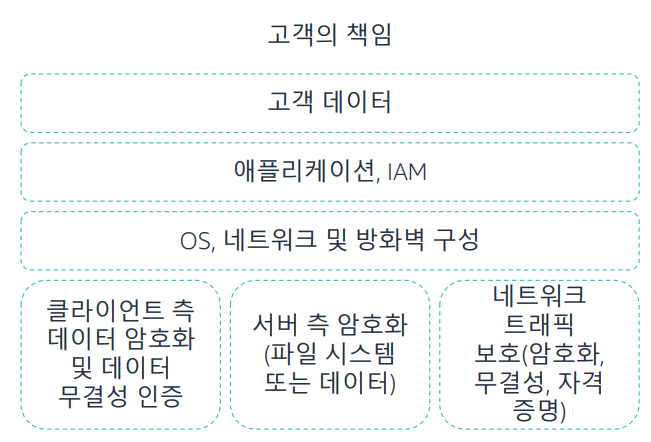 고객의 책임
고객 데이터
애플리케이션, IAM
OS, 네트워크 및 방화벽 구성
클라이언트 측
데이터 암호화
및 데이터
무결성 인증
서버 측 암호화
(파일 시스템
또는 데이터)
네트워크
트래픽
보호(암호화,
무결성, 자격
증명)